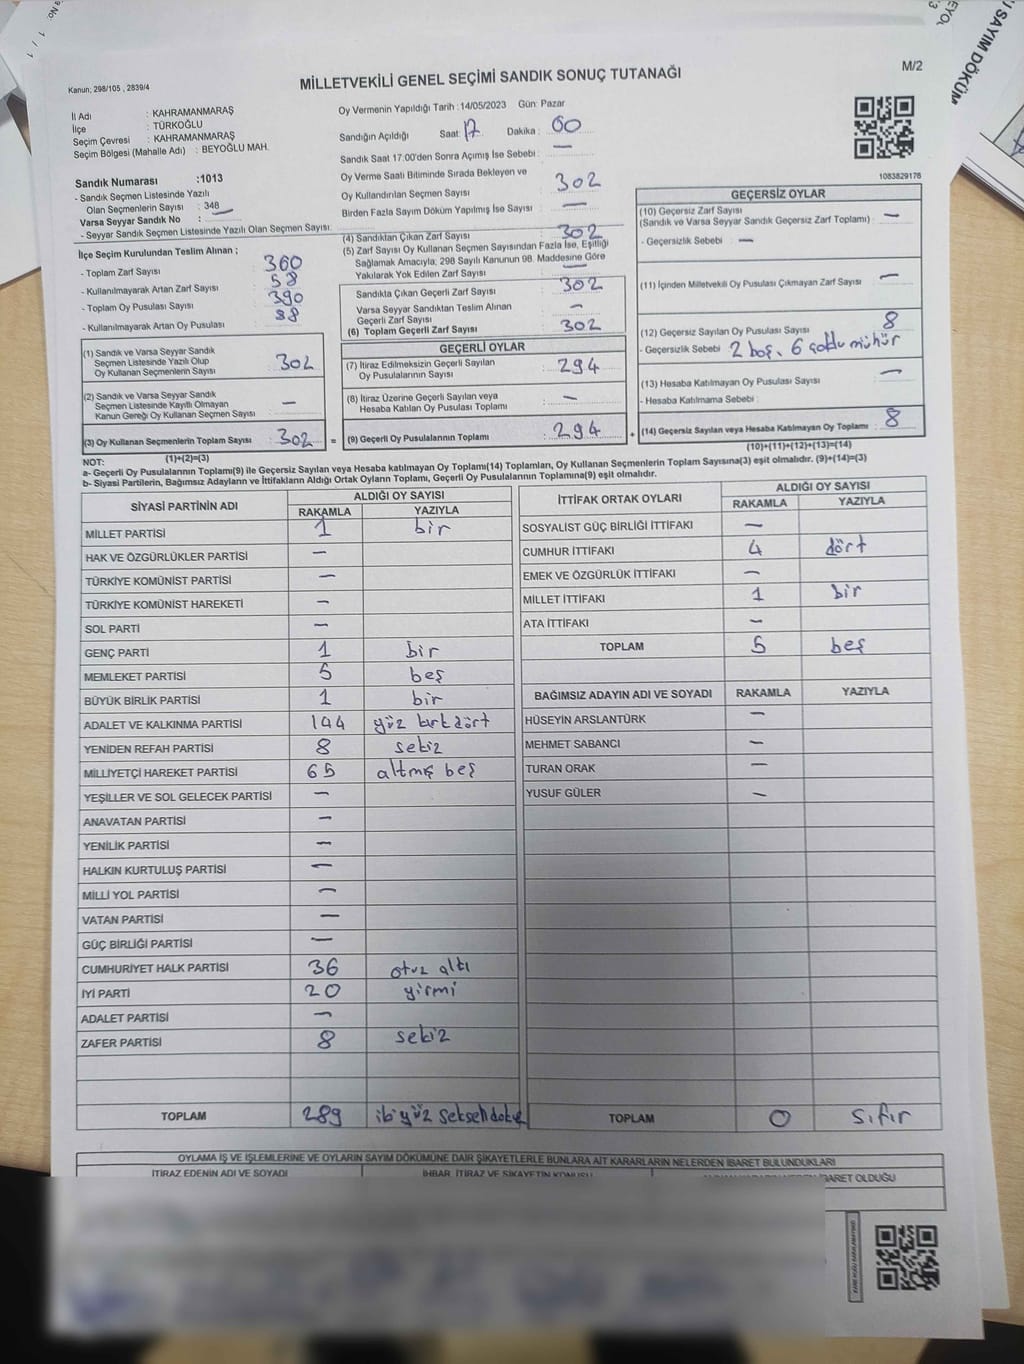 Kanun; 298/105 , 2839/4
MİLLETVEKİLİ GENEL SEÇİMİ SANDIK SONUÇ TUTANAĞI
M/2
İl Adı : KAHRAMANMARAŞ
İlçe : TÜRKOĞLU
Seçim Çevresi : KAHRAMANMARAŞ
Seçim Bölgesi (Mahalle Adı) : BEYOĞLU MAH.
Oy Vermenin Yapıldığı Tarih :14/05/2023 Gün: Pazar
Sandığın Açıldığı Saat: 17 Dakika : 00
Sandık Saat 17:00'den Sonra Açımış İse Sebebi : —
Oy Verme Saati Bitiminde Sırada Bekleyen ve
Oy Kullandırılan Seçmen Sayısı : 302
Birden Fazla Sayım Döküm Yapılmış İse Sayısı : —
1083829176
Sandık Numarası :1013
- Sandık Seçmen Listesinde Yazılı
Olan Seçmenlerin Sayısı : 348
Varsa Seyyar Sandık No : —
- Seyyar Sandık Seçmen Listesinde Yazılı Olan Seçmen Sayısı:
İlçe Seçim Kurulundan Teslim Alınan ;
- Toplam Zarf Sayısı : 360
- Kullanılmayarak Artan Zarf Sayısı : 58
- Toplam Oy Pusulası Sayısı : 390
- Kullanılmayarak Artan Oy Pusulası : 88
(4) Sandıktan Çıkan Zarf Sayısı : 302
(5) Zarf Sayısı Oy Kullanan Seçmen Sayısından Fazla İse, Eşitliği
Sağlamak Amacıyla; 298 Sayılı Kanunun 98. Maddesine Göre
Yakılarak Yok Edilen Zarf Sayısı : —
Sandıkta Çıkan Geçerli Zarf Sayısı : 302
Varsa Seyyar Sandıktan Teslim Alınan
Geçerli Zarf Sayısı : —
(6) Toplam Geçerli Zarf Sayısı : 302
GEÇERSİZ OYLAR
(10) Geçersiz Zarf Sayısı
(Sandık ve Varsa Seyyar Sandık Geçersiz Zarf Toplamı) : —
- Geçersizlik Sebebi : —
(11) İçinden Milletvekili Oy Pusulası Çıkmayan Zarf Sayısı : —
(12) Geçersiz Sayılan Oy Pusulası Sayısı : 8
- Geçersizlik Sebebi : 2 boş, 6 çoklu mühür
(13) Hesaba Katılmayan Oy Pusulası Sayısı : —
- Hesaba Katılmama Sebebi :
(14) Geçersiz Sayılan veya Hesaba Katılmayan Oy Toplamı : 8
(10)+(11)+(12)+(13)=(14)
(1) Sandık ve Varsa Seyyar Sandık
Seçmen Listesinde Yazılı Olup
Oy Kullanan Seçmenlerin Sayısı : 302
(2) Sandık ve Varsa Seyyar Sandık
Seçmen Listesinde Kayıtlı Olmayan
Kanun Gereği Oy Kullanan Seçmen Sayısı : —
(3) Oy Kullanan Seçmenlerin Toplam Sayısı : 302 =
(1)+(2)=(3)
GEÇERLİ OYLAR
(7) İtiraz Edilmeksizin Geçerli Sayılan
Oy Pusulalarının Sayısı : 294
(8) İtiraz Üzerine Geçerli Sayılan veya
Hesaba Katılan Oy Pusulası Toplamı : —
(9) Geçerli Oy Pusulalarının Toplamı : 294 +
NOT:
a- Geçerli Oy Pusulalarının Toplamı(9) ile Geçersiz Sayılan veya Hesaba katılmayan Oy Toplamı(14) Toplamları, Oy Kullanan Seçmenlerin Toplam Sayısına(3) eşit olmalıdır. (9)+(14)=(3)
b- Siyasi Partilerin, Bağımsız Adayların ve İttifakların Aldığı Ortak Oyların Toplamı, Geçerli Oy Pusulalarının Toplamına(9) eşit olmalıdır.
SİYASİ PARTİNİN ADI ALDIĞI OY SAYISI
RAKAMLA YAZIYLA
MİLLET PARTİSİ 1 bir
HAK VE ÖZGÜRLÜKLER PARTİSİ —
TÜRKİYE KOMÜNİST PARTİSİ —
TÜRKİYE KOMÜNİST HAREKETİ —
SOL PARTİ —
GENÇ PARTİ 1 bir
MEMLEKET PARTİSİ 5 beş
BÜYÜK BİRLİK PARTİSİ 1 bir
ADALET VE KALKINMA PARTİSİ 144 yüz kırk dört
YENİDEN REFAH PARTİSİ 8 sekiz
MİLLİYETÇİ HAREKET PARTİSİ 65 altmış beş
YEŞİLLER VE SOL GELECEK PARTİSİ —
ANAVATAN PARTİSİ —
YENİLİK PARTİSİ —
HALKIN KURTULUŞ PARTİSİ —
MİLLİ YOL PARTİSİ —
VATAN PARTİSİ —
GÜÇ BİRLİĞİ PARTİSİ —
CUMHURİYET HALK PARTİSİ 36 otuz altı
İYİ PARTİ 20 yirmi
ADALET PARTİSİ —
ZAFER PARTİSİ 8 sekiz
TOPLAM 289 iki yüz seksen dokuz
İTTİFAK ORTAK OYLARI ALDIĞI OY SAYISI
RAKAMLA YAZIYLA
SOSYALİST GÜÇ BİRLİĞİ İTTİFAKI —
CUMHUR İTTİFAKI 4 dört
EMEK VE ÖZGÜRLÜK İTTİFAKI —
MİLLET İTTİFAKI 1 bir
ATA İTTİFAKI —
TOPLAM 5 beş
BAĞIMSIZ ADAYIN ADI VE SOYADI RAKAMLA YAZIYLA
HÜSEYİN ARSLANTÜRK —
MEHMET SABANCI —
TURAN ORAK —
YUSUF GÜLER —
TOPLAM 0 sıfır
OYLAMA İŞ VE İŞLEMLERİNE VE OYLARIN SAYIM DÖKÜMÜNE DAİR ŞİKAYETLERLE BUNLARA AİT KARARLARIN NELERDEN İBARET BULUNDUKLARI
İTİRAZ EDENİN ADI VE SOYADI İHBAR, İTİRAZ VE ŞİKAYETİN KONUSU İBARET OLDUĞU
SAYIM DÖKÜM